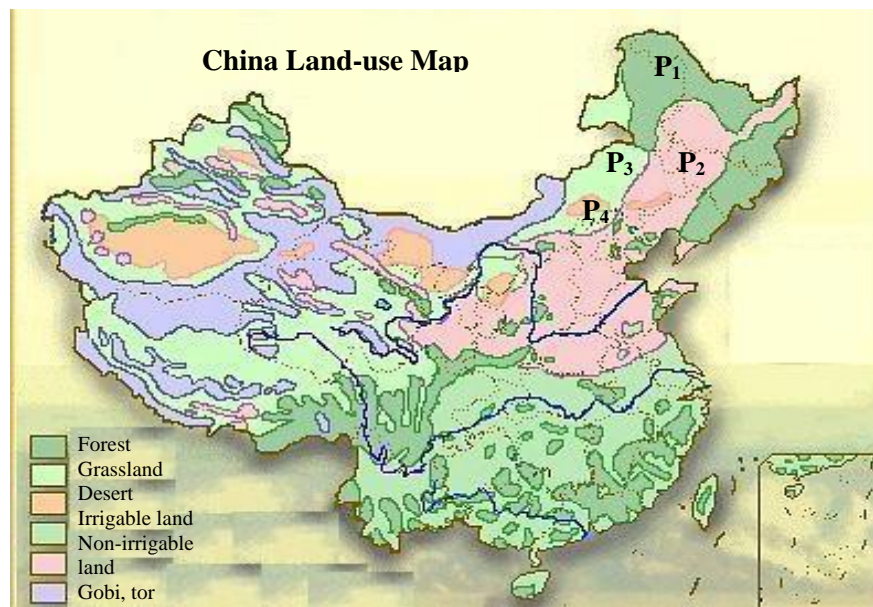 China Land-use Map
P1
P3
P2
P4
Forest
Grassland
Desert
Irrigable land
Non-irrigable
land
Gobi, tor